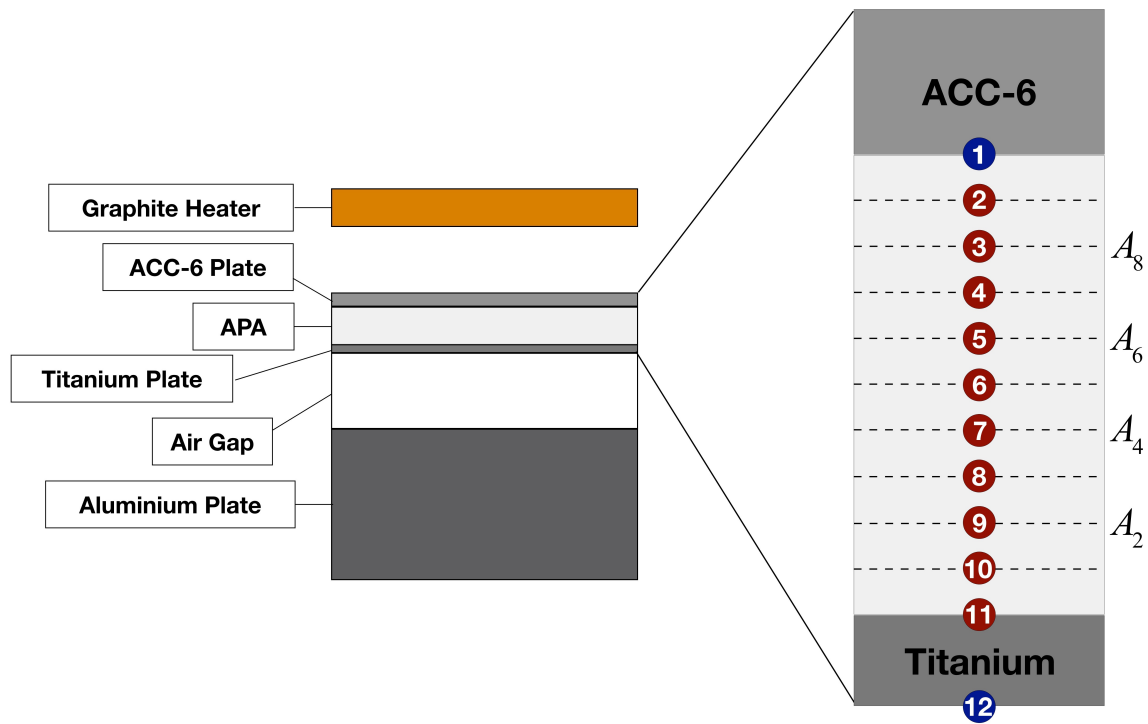 Graphite Heater
ACC-6 Plate
APA
Titanium Plate
Air Gap
Aluminium Plate
ACC-6
1
2
3 A8
4
5 A6
6
7 A4
8
9 A2
10
11
Titanium
12